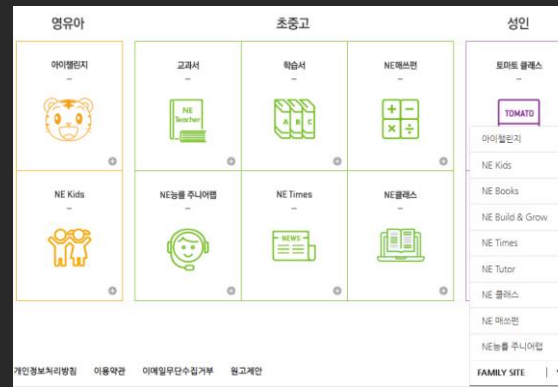 영유아
초중고
성인
아이챌린지
교과서
학습서
NE매쓰펀
토마토 클래스
NE
Teacher
A B C
TOMATO
NE Kids
NE능률 주니어랩
NE Times
NE클래스
NEWS
아이챌린지
NE Kids
NE Books
NE Build & Grow
NE Times
NE Tutor
NE 클래스
NE 매쓰펀
NE능률 주니어랩
개인정보처리방침 이용약관 이메일무단수집거부 원고제안
FAMILY SITE